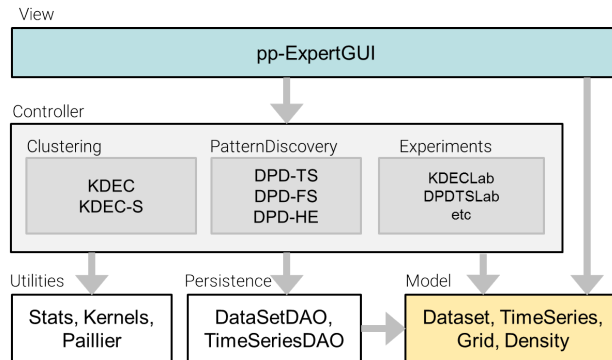 View
pp-ExpertGUI
Controller
Clustering
KDEC
KDEC-S
PatternDiscovery
DPD-TS
DPD-FS
DPD-HE
Experiments
KDECLab
DPDTSLab
etc
Utilities
Stats, Kernels,
Paillier
Persistence
DataSetDAO,
TimeSeriesDAO
Model
Dataset, TimeSeries,
Grid, Density